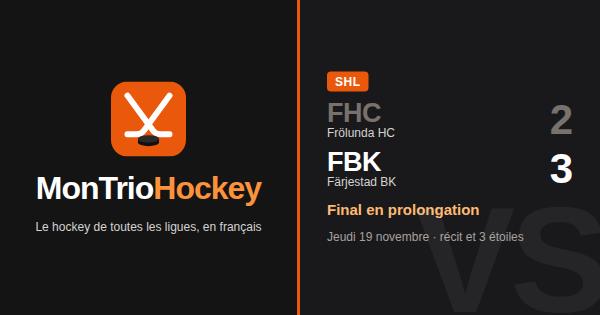 MonTrioHockey
Le hockey de toutes les ligues, en français
SHL
FHC 2
Frölunda HC
FBK 3
Färjestad BK
Final en prolongation
Jeudi 19 novembre · récit et 3 étoiles
VS